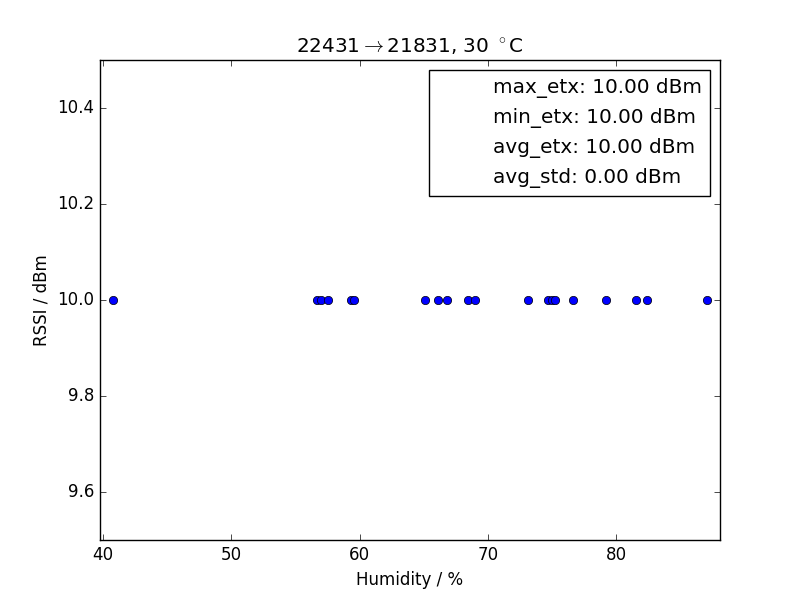 22431→21831, 30 °C
max_etx: 10.00 dBm
min_etx: 10.00 dBm
avg_etx: 10.00 dBm
avg_std: 0.00 dBm
10.4
10.2
10.0
9.8
9.6
RSSI / dBm
40 50 60 70 80
Humidity / %